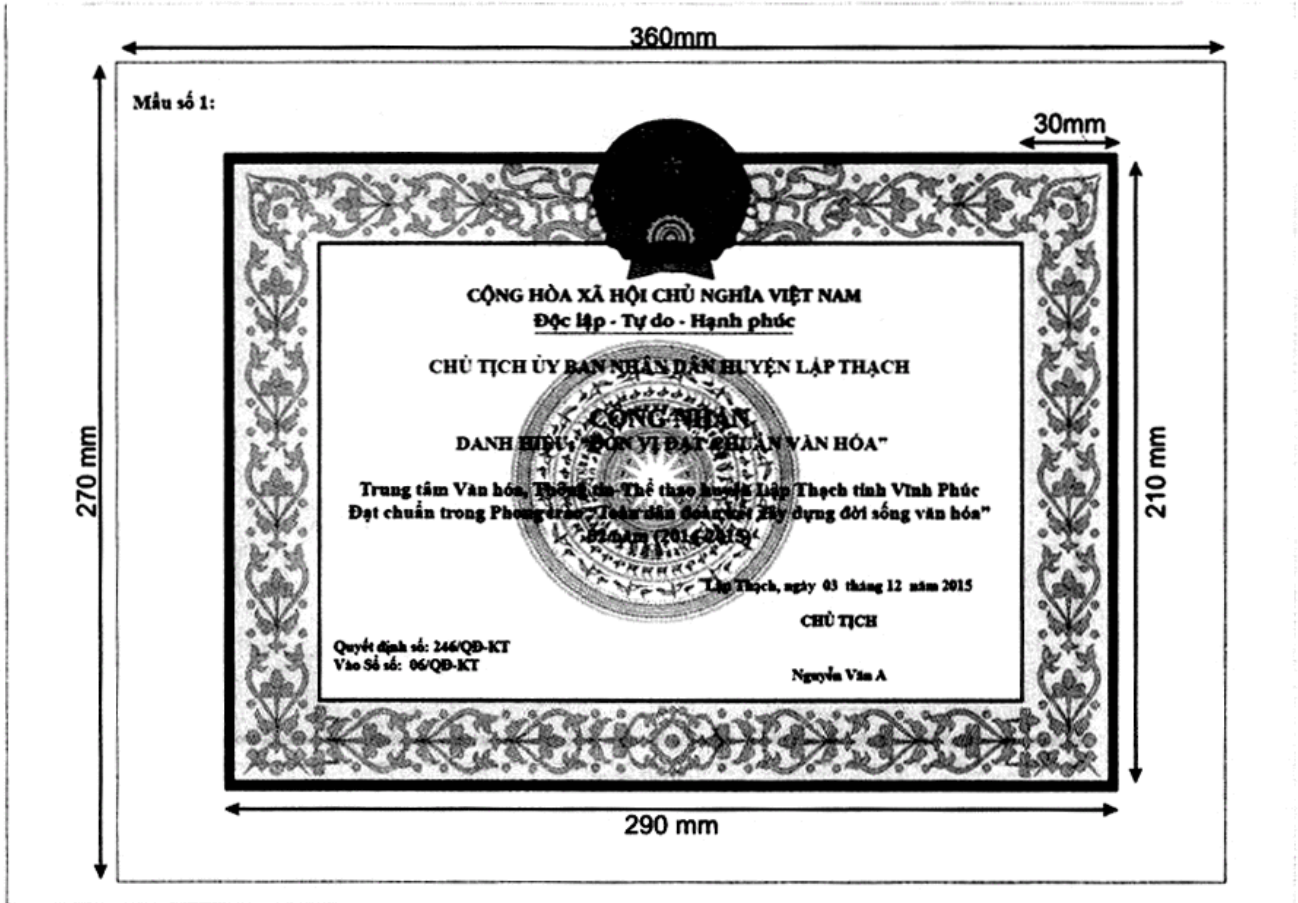 360mm
Mẫu số 1:
30mm
CỘNG HÒA XÃ HỘI CHỦ NGHĨA VIỆT NAM
Độc lập - Tự do - Hạnh phúc
CHỦ TỊCH ỦY BAN NHÂN DÂN HUYỆN LẬP THẠCH
CÔNG NHẬN
DANH HIỆU: “ĐƠN VỊ ĐẠT CHUẨN VĂN HÓA”
270 mm
210 mm
Trung tâm Văn hóa, Thông tin-Thể thao huyện Lập Thạch tỉnh Vĩnh Phúc
Đạt chuẩn trong Phong trào “Toàn dân đoàn kết xây dựng đời sống văn hóa”
02 năm (2014-2015)
Lập Thạch, ngày 03 tháng 12 năm 2015
CHỦ TỊCH
Quyết định số: 246/QĐ-KT
Vào Sổ số: 06/QĐ-KT
Nguyễn Văn A
290 mm